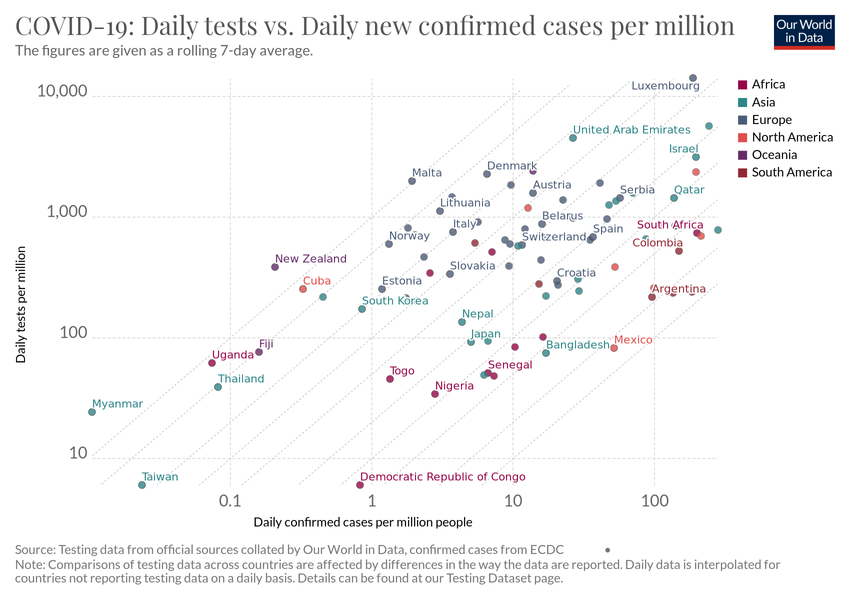 COVID-19: Daily tests vs. Daily new confirmed cases per million
The figures are given as a rolling 7-day average.
Our World
in Data
Luxembourg
10,000
United Arab Emirates
Israel
Denmark
Malta
Austria
Serbia
Qatar
Lithuania
1,000
Belarus
Italy
South Africa
Norway
Switzerland
Spain
Colombia
New Zealand
Slovakia
Croatia
Cuba
Estonia
Argentina
South Korea
Nepal
100
Japan
Fiji
Bangladesh
Mexico
Uganda
Senegal
Togo
Thailand
Nigeria
Myanmar
10
Taiwan
Democratic Republic of Congo
Daily tests per million
0.1
1
10
100
Daily confirmed cases per million people
Africa
Asia
Europe
North America
Oceania
South America
Source: Testing data from official sources collated by Our World in Data, confirmed cases from ECDC
Note: Comparisons of testing data across countries are affected by differences in the way the data are reported. Daily data is interpolated for
countries not reporting testing data on a daily basis. Details can be found at our Testing Dataset page.